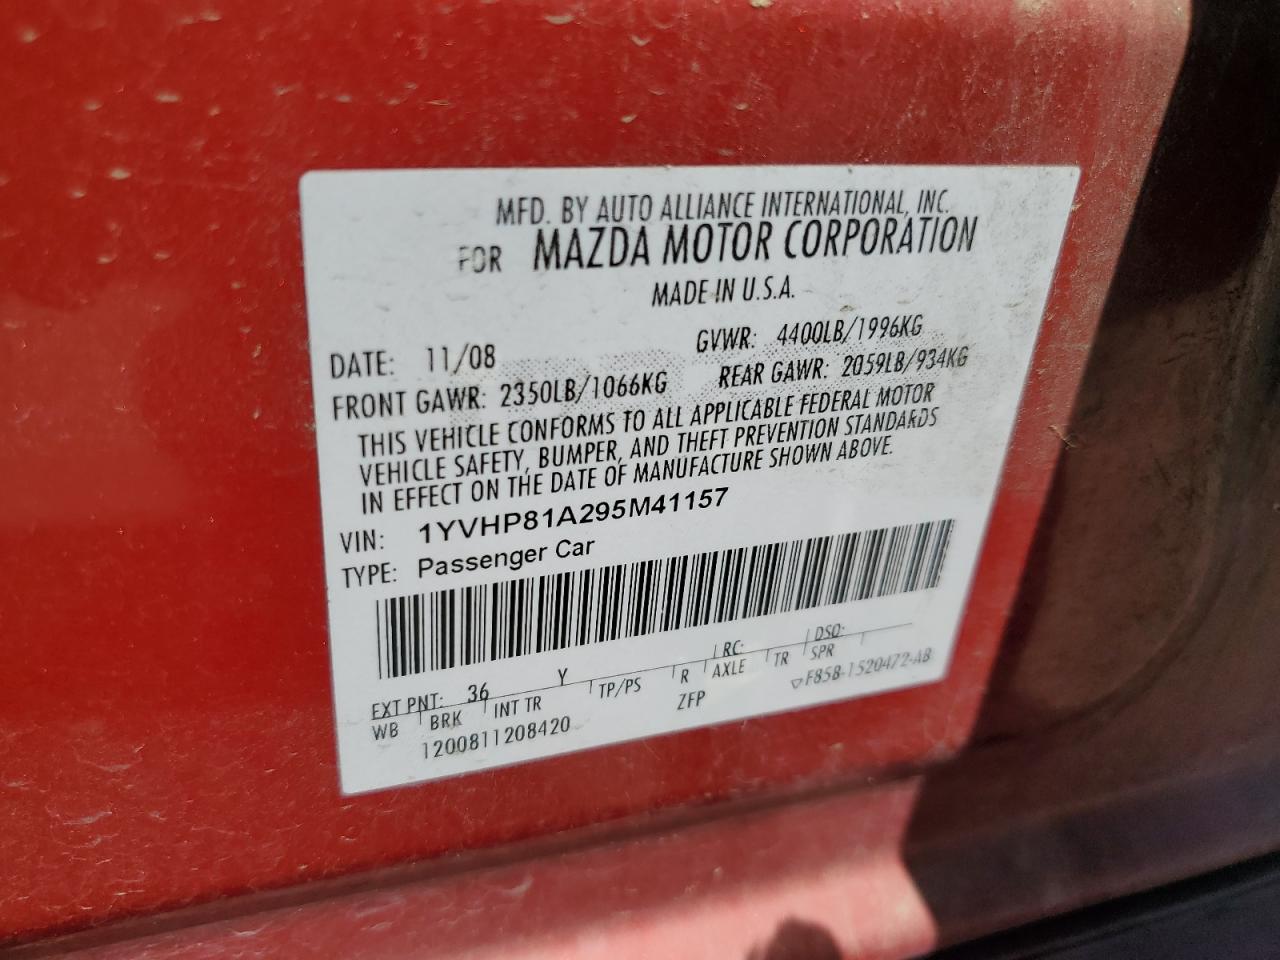 MFD. BY AUTO ALLIANCE INTERNATIONAL, INC.
FOR MAZDA MOTOR CORPORATION
MADE IN U.S.A.
DATE: 11/08 GVWR: 4400LB/1996KG
FRONT GAWR: 2350LB/1066KG REAR GAWR: 2059LB/934KG
THIS VEHICLE CONFORMS TO ALL APPLICABLE FEDERAL MOTOR
VEHICLE SAFETY, BUMPER, AND THEFT PREVENTION STANDARDS
IN EFFECT ON THE DATE OF MANUFACTURE SHOWN ABOVE.
VIN: 1YVHP81A295M41157
TYPE: Passenger Car
EXT PNT: 36 Y RC: DSO:
WB BRK INT TR TP/PS R AXLE TR SPR
1200811208420 ZFP ▽F858-1520472-AB